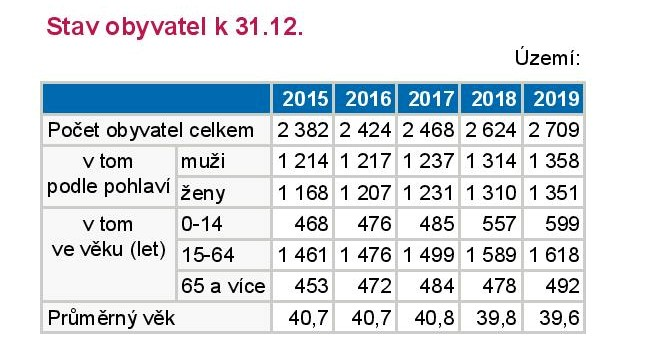 Stav obyvatel k 31.12.
Území:
2015 2016 2017 2018 2019
Počet obyvatel celkem 2 382 2 424 2 468 2 624 2 709
v tom podle pohlaví muži 1 214 1 217 1 237 1 314 1 358
ženy 1 168 1 207 1 231 1 310 1 351
v tom ve věku (let) 0-14 468 476 485 557 599
15-64 1 461 1 476 1 499 1 589 1 618
65 a více 453 472 484 478 492
Průměrný věk 40,7 40,7 40,8 39,8 39,6